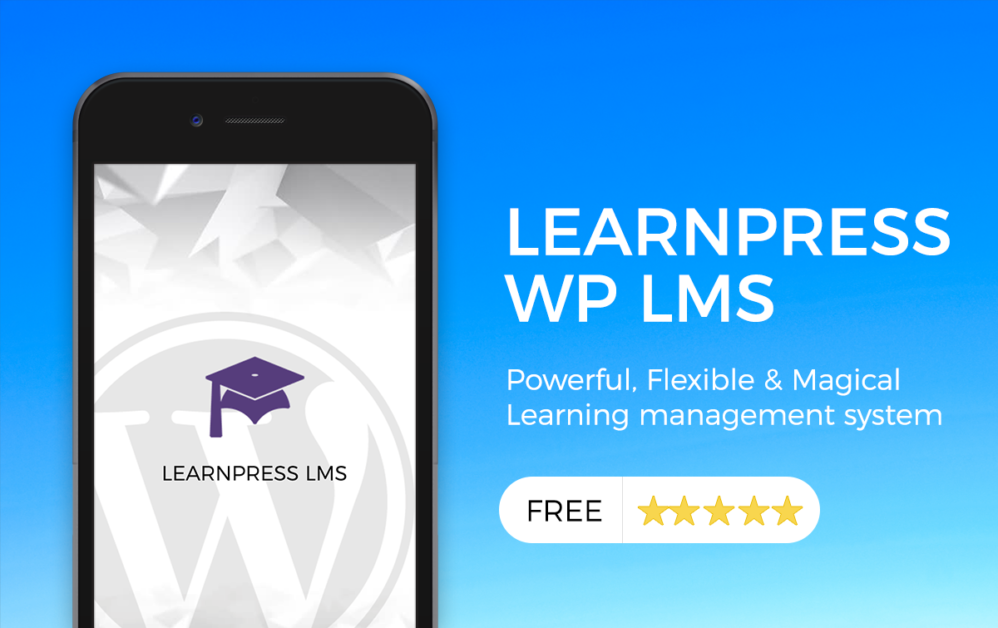 LEARNPRESS LMS
LEARNPRESS
WP LMS
Powerful, Flexible & Magical
Learning management system
FREE